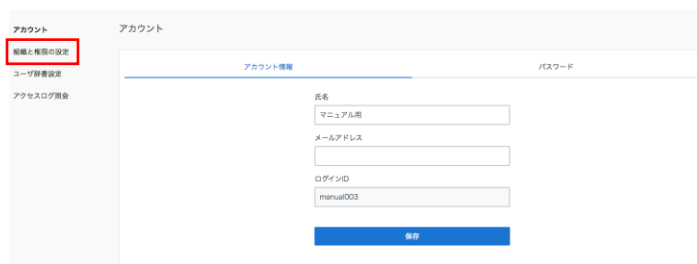 アカウント
組織と権限の設定
ユーザ辞書設定
アクセスログ照会
アカウント
アカウント情報
パスワード
氏名
マニュアル用
メールアドレス
ログインID
manual003
保存